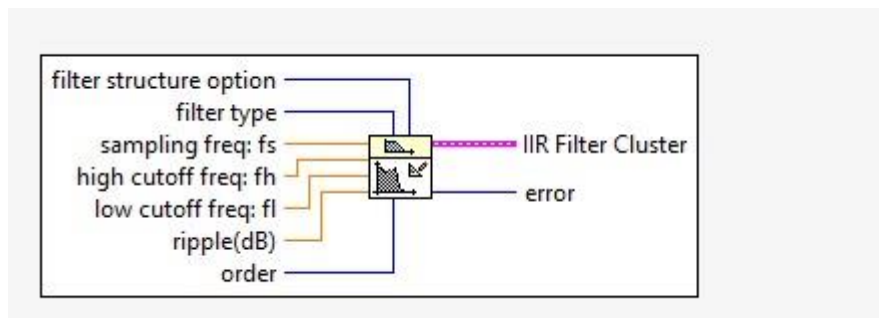 filter structure option
filter type
sampling freq: fs
IIR Filter Cluster
high cutoff freq: fh
error
low cutoff freq: fl
ripple(dB)
order